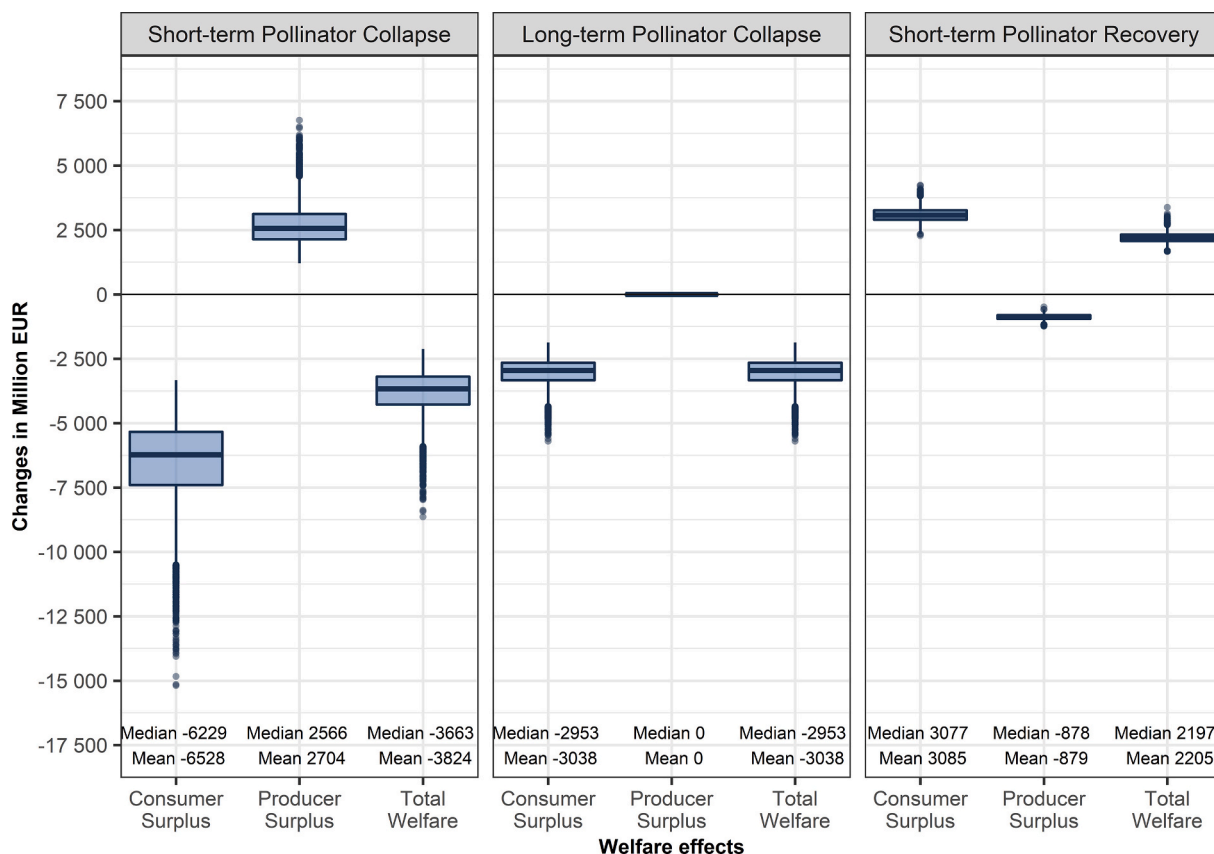 Short-term Pollinator Collapse
Long-term Pollinator Collapse
Short-term Pollinator Recovery
Changes in Million EUR
7 500
5 000
2 500
0
-2 500
-5 000
-7 500
-10 000
-12 500
-15 000
-17 500
Median -6229
Median 2566
Median -3663
Mean -6528
Mean 2704
Mean -3824
Median -2953
Median 0
Median -2953
Mean -3038
Mean 0
Mean -3038
Median 3077
Median -878
Median 2197
Mean 3085
Mean -879
Mean 2205
Consumer
Surplus
Producer
Surplus
Total
Welfare
Consumer
Surplus
Producer
Surplus
Total
Welfare
Consumer
Surplus
Producer
Surplus
Total
Welfare
Welfare effects